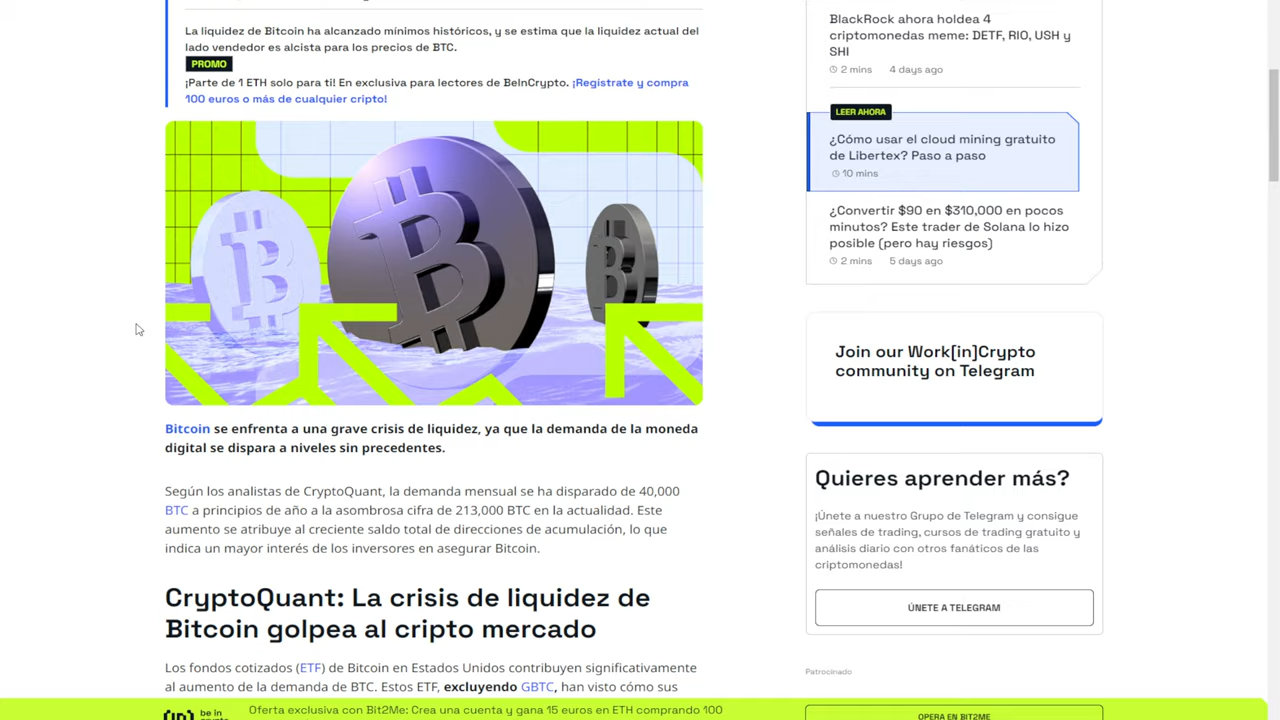 La liquidez de Bitcoin ha alcanzado mínimos históricos, y se estima que la liquidez actual del
lado vendedor es alcista para los precios de BTC.
PROMO
¡Parte de 1 ETH solo para ti! En exclusiva para lectores de BeInCrypto. ¡Regístrate y compra
100 euros o más de cualquier cripto!
Bitcoin se enfrenta a una grave crisis de liquidez, ya que la demanda de la moneda
digital se dispara a niveles sin precedentes.
Según los analistas de CryptoQuant, la demanda mensual se ha disparado de 40,000
BTC a principios de año a la asombrosa cifra de 213,000 BTC en la actualidad. Este
aumento se atribuye al creciente saldo total de direcciones de acumulación, lo que
indica un mayor interés de los inversores en asegurar Bitcoin.
CryptoQuant: La crisis de liquidez de
Bitcoin golpea al cripto mercado
Los fondos cotizados (ETF) de Bitcoin en Estados Unidos contribuyen significativamente
al aumento de la demanda de BTC. Estos ETF, excluyendo GBTC, han visto cómo sus
BlackRock ahora holdea 4
criptomonedas meme: DETF, RIO, USH y
SHI
2 mins 4 days ago
LEER AHORA
¿Cómo usar el cloud mining gratuito
de Libertex? Paso a paso
10 mins
¿Convertir $90 en $310,000 en pocos
minutos? Este trader de Solana lo hizo
posible (pero hay riesgos)
2 mins 5 days ago
Join our Work[in]Crypto
community on Telegram
Quieres aprender más?
¡Únete a nuestro Grupo de Telegram y consigue
señales de trading, cursos de trading gratuito y
análisis diario con otros fanáticos de las
criptomonedas!
ÚNETE A TELEGRAM
Patrocinado
be in
Oferta exclusiva con Bit2Me: Crea una cuenta y gana 15 euros en ETH comprando 100
OPERA EN BIT2ME